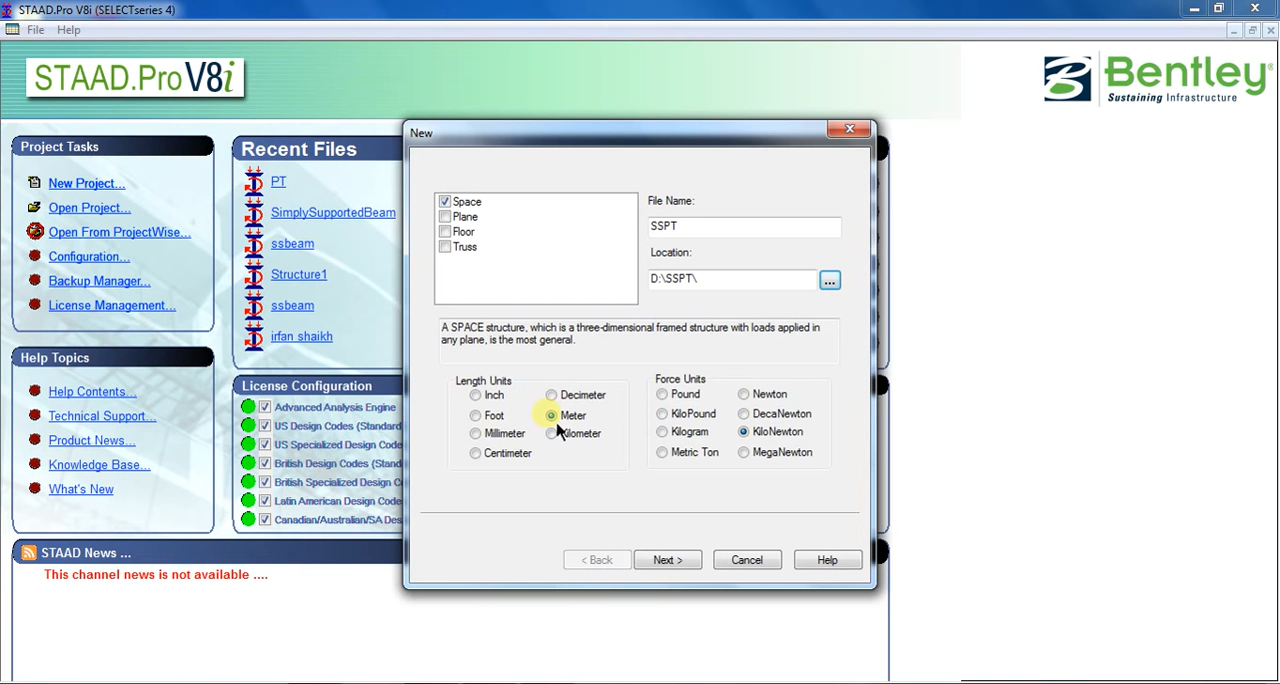 STAAD.Pro V8i (SELECTseries 4)
File Help
STAAD.Pro V8i
Bentley®
Sustaining Infrastructure
Project Tasks
New Project...
Open Project...
Open From ProjectWise...
Configuration...
Backup Manager...
License Management...
Help Topics
Help Contents...
Technical Support...
Product News...
Knowledge Base...
What's New
Recent Files
PT
SimplySupportedBeam
ssbeam
Structure1
ssbeam
irfan shaikh
License Configuration
Advanced Analysis Engine
US Design Codes (Standard
US Specialized Design Code
British Design Codes (Stand
British Specialized Design C
Latin American Design Code
Canadian/Australian/SA Des
STAAD News ...
This channel news is not available ....
New
Space
Plane
Floor
Truss
File Name:
SSPT
Location:
D:\SSPT\
...
A SPACE structure, which is a three-dimensional framed structure with loads applied in
any plane, is the most general.
Length Units
Inch
Decimeter
Foot
Meter
Millimeter
Kilometer
Centimeter
Force Units
Pound
Newton
KiloPound
DecaNewton
Kilogram
KiloNewton
Metric Ton
MegaNewton
< Back
Next >
Cancel
Help